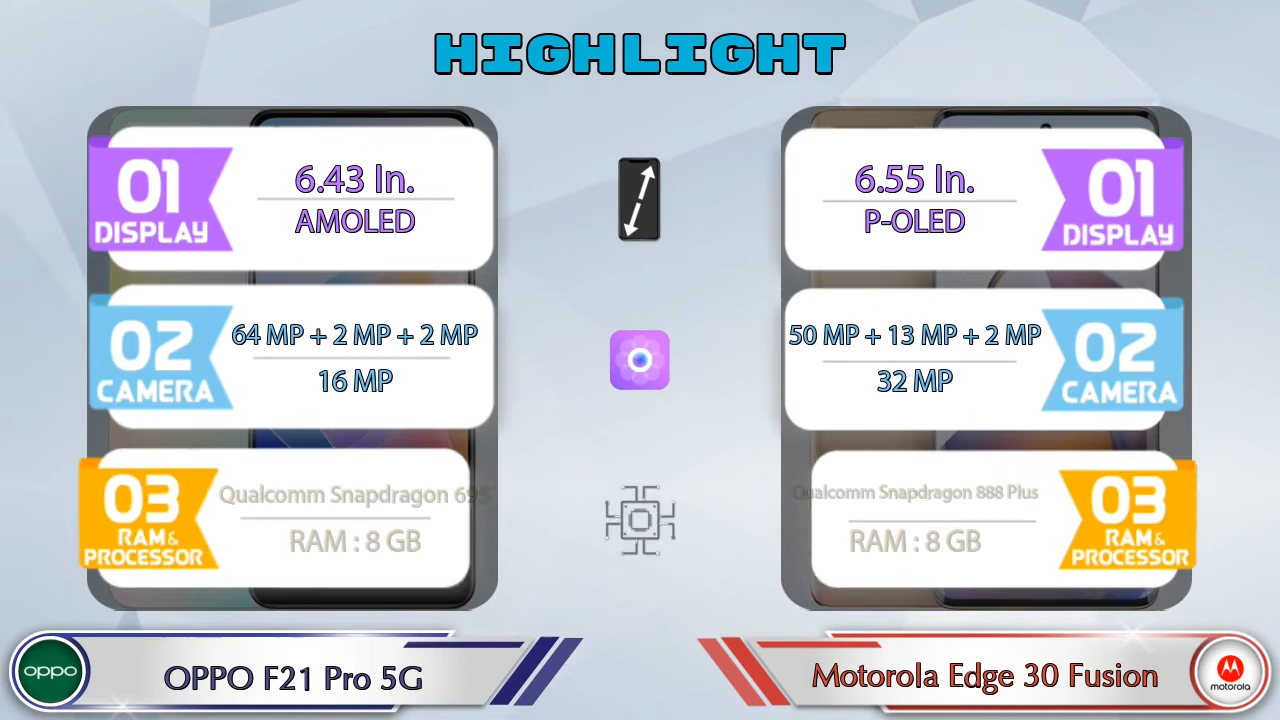 HIGHLIGHT
01
DISPLAY
6.43 In.
AMOLED
6.55 In.
P-OLED
01
DISPLAY
02
CAMERA
64 MP + 2 MP + 2 MP
16 MP
50 MP + 13 MP + 2 MP
32 MP
02
CAMERA
03
RAM &
PROCESSOR
Qualcomm Snapdragon 695
RAM : 8 GB
Qualcomm Snapdragon 888 Plus
RAM : 8 GB
03
RAM &
PROCESSOR
oppo
OPPO F21 Pro 5G
Motorola Edge 30 Fusion
motorola